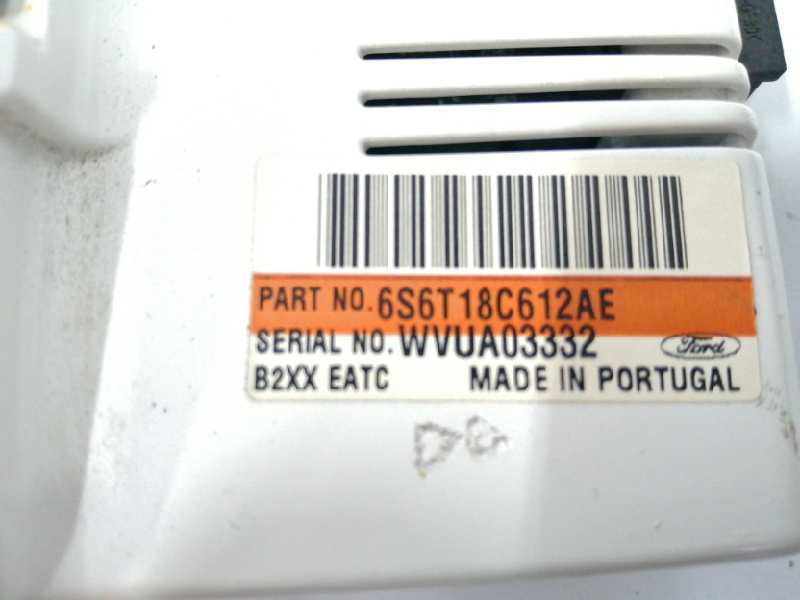 PART NO. 6S6T18C612AE
SERIAL NO. WVUA03332 Ford
B2XX EATC MADE IN PORTUGAL